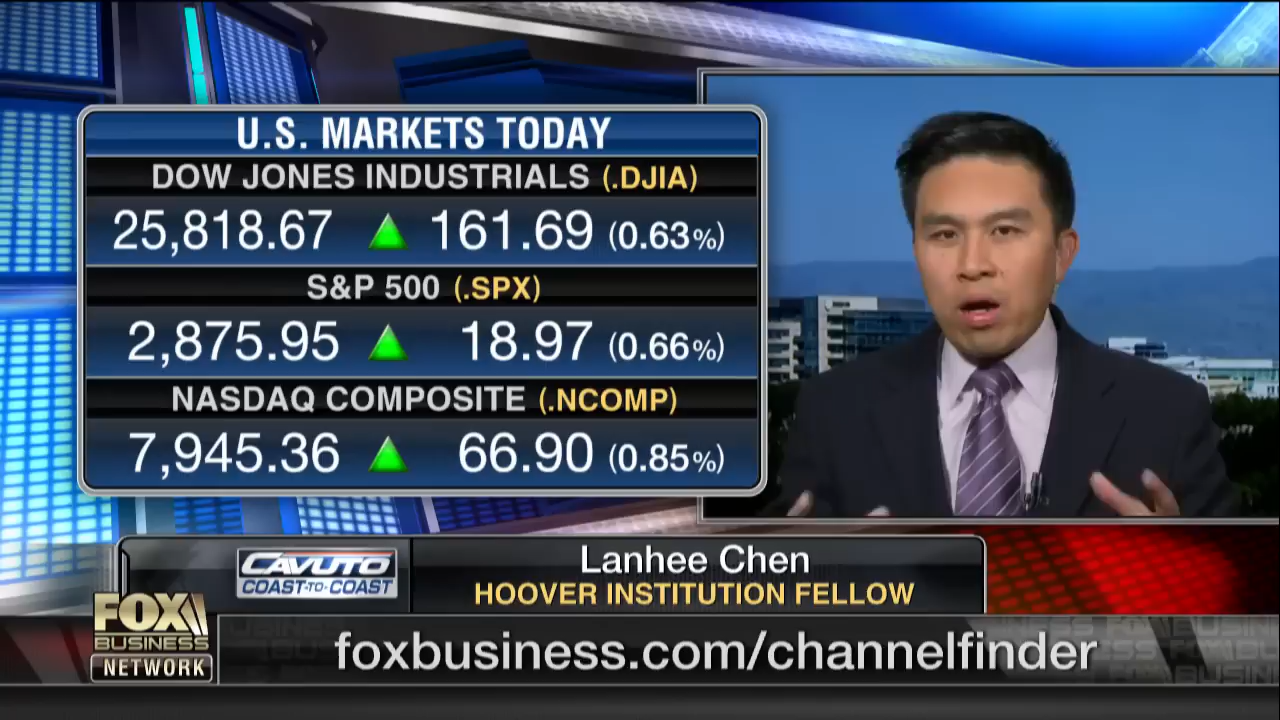 U.S. MARKETS TODAY
DOW JONES INDUSTRIALS (.DJIA)
25,818.67 ▲ 161.69 (0.63%)
S&P 500 (.SPX)
2,875.95 ▲ 18.97 (0.66%)
NASDAQ COMPOSITE (.NCOMP)
7,945.36 ▲ 66.90 (0.85%)
CAVUTO
COAST-TO-COAST
Lanhee Chen
HOOVER INSTITUTION FELLOW
FOX
BUSINESS
NETWORK
foxbusiness.com/channelfinder